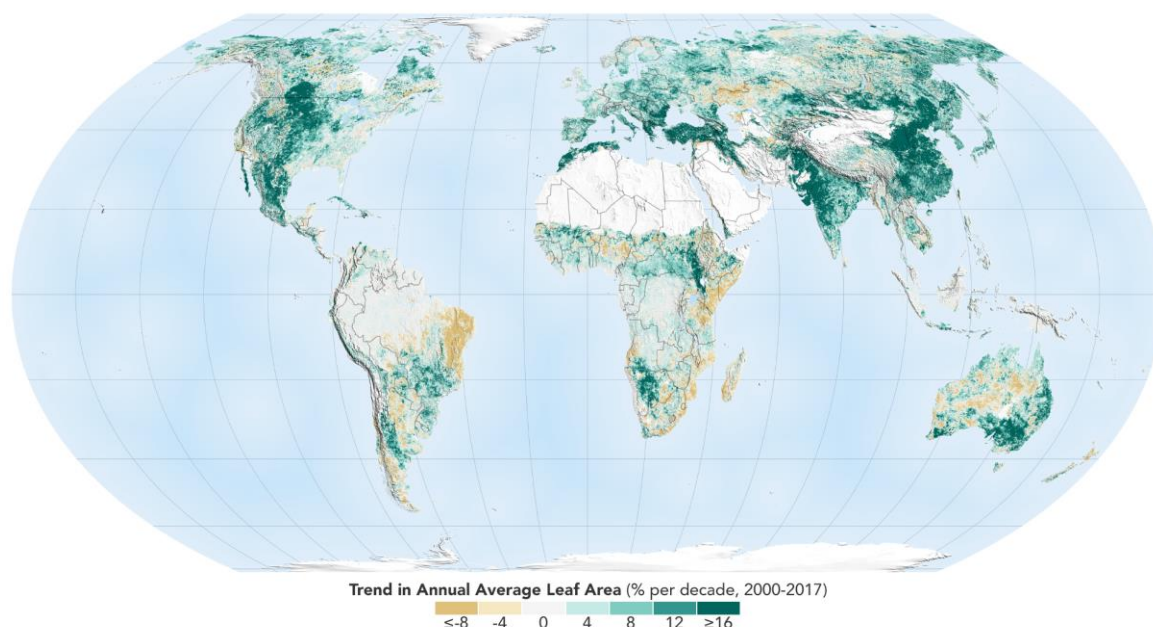 Trend in Annual Average Leaf Area (% per decade, 2000-2017)
≤-8 -4 0 4 8 12 ≥16